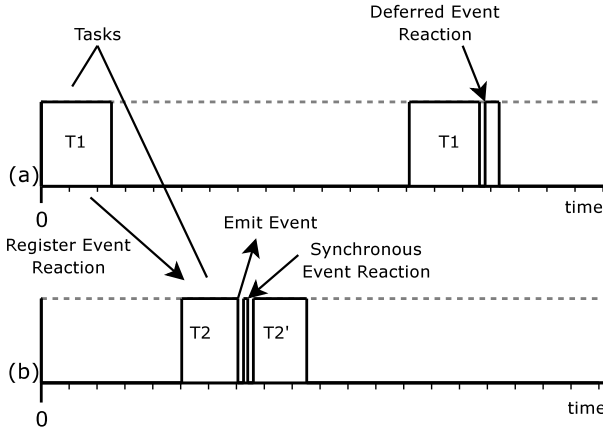 Deferred Event
Reaction
Tasks
T1
T1
(a)
0
time
Emit Event
Register Event
Reaction
Synchronous
Event Reaction
T2
T2'
(b)
0
time